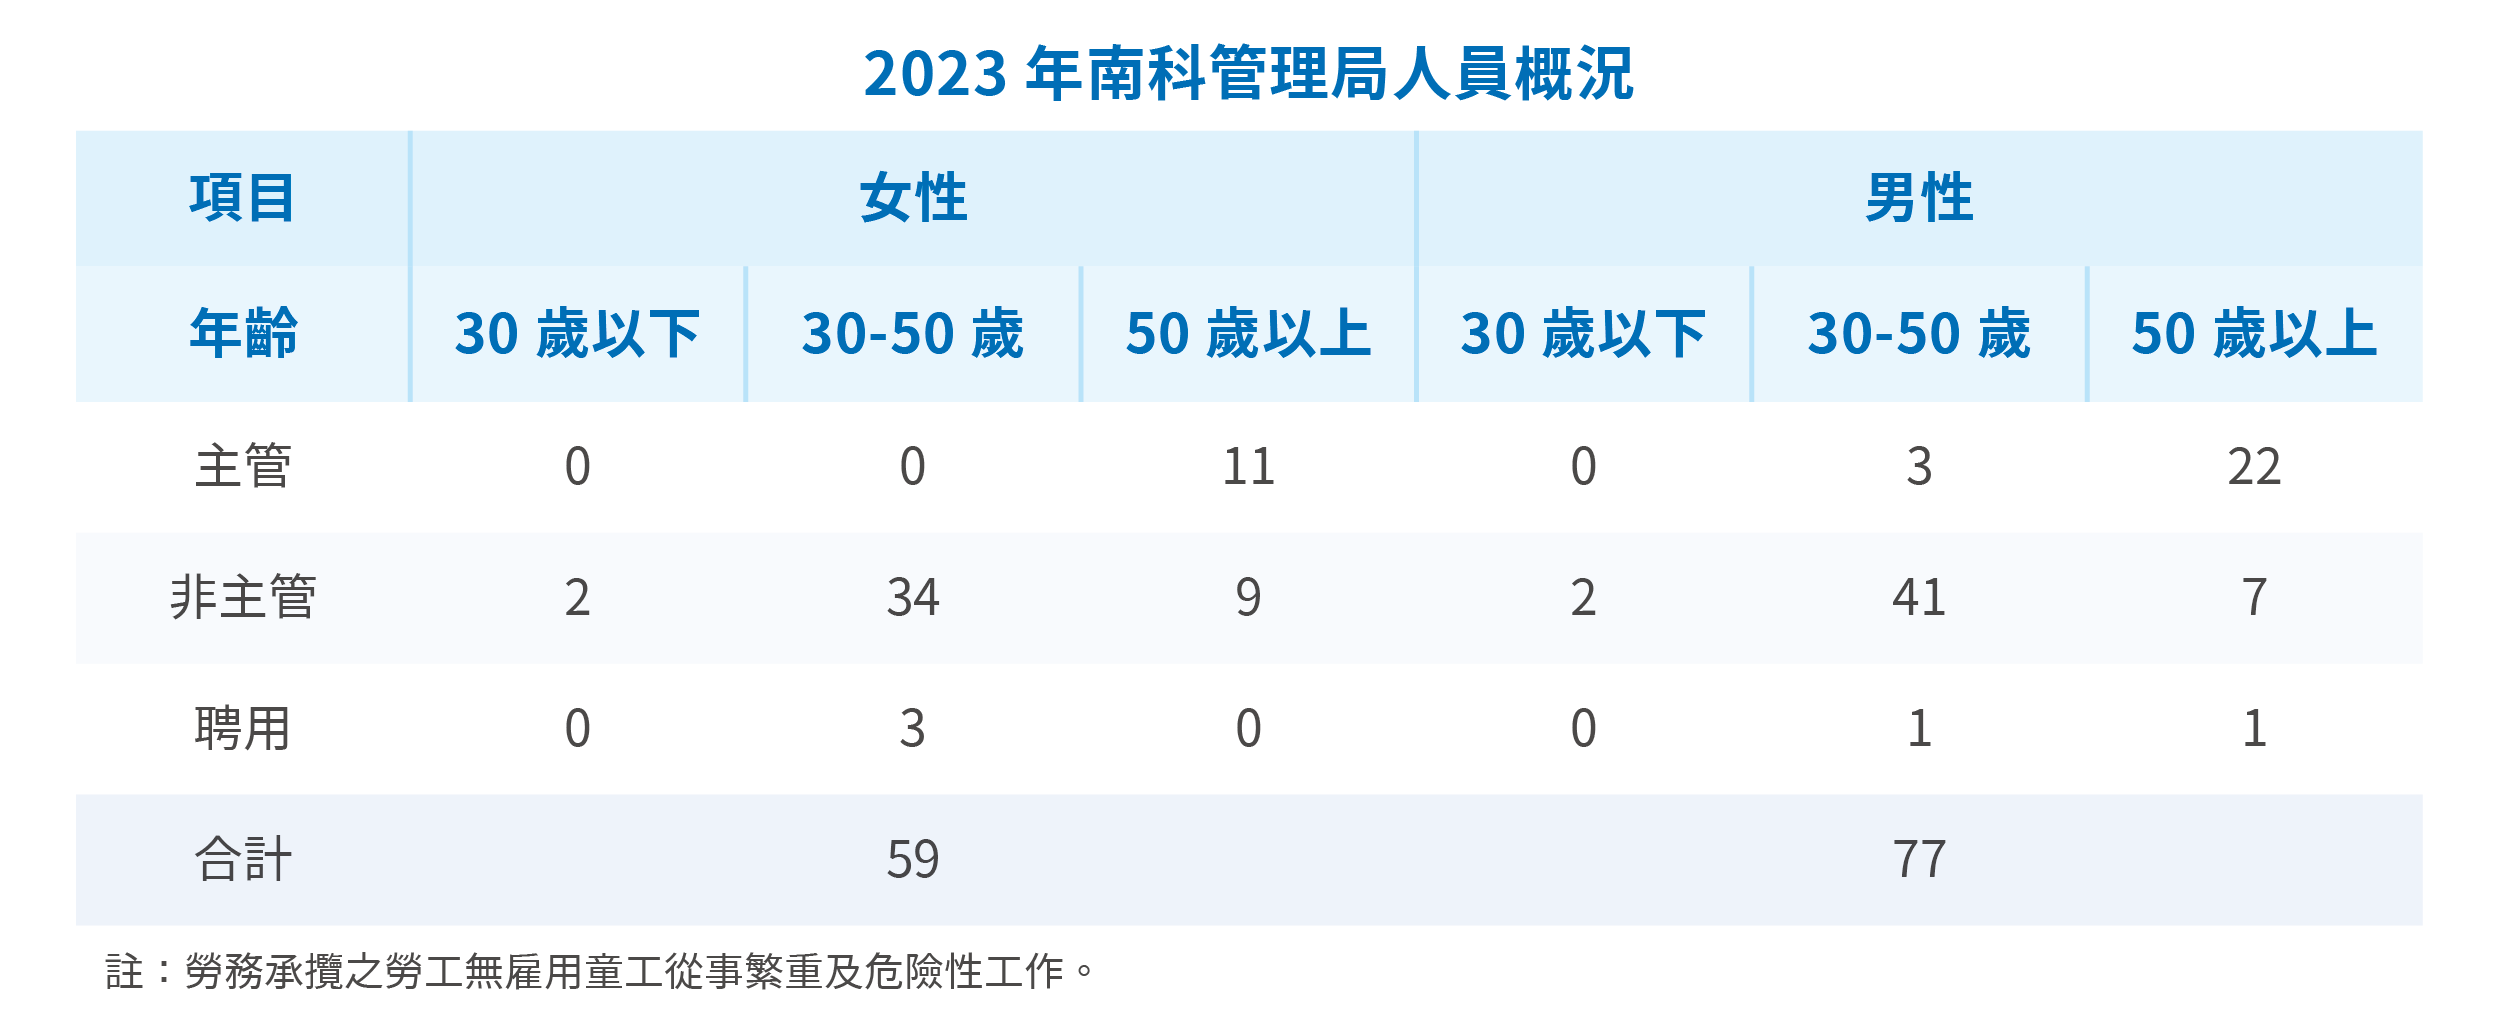 2023 年南科管理局人員概況
項目 女性 男性
年齡 30 歲以下 30-50 歲 50 歲以上 30 歲以下 30-50 歲 50 歲以上
主管 0 0 11 0 3 22
非主管 2 34 9 2 41 7
聘用 0 3 0 0 1 1
合計 59 77
註：勞務承攬之勞工無雇用童工從事繁重及危險性工作。